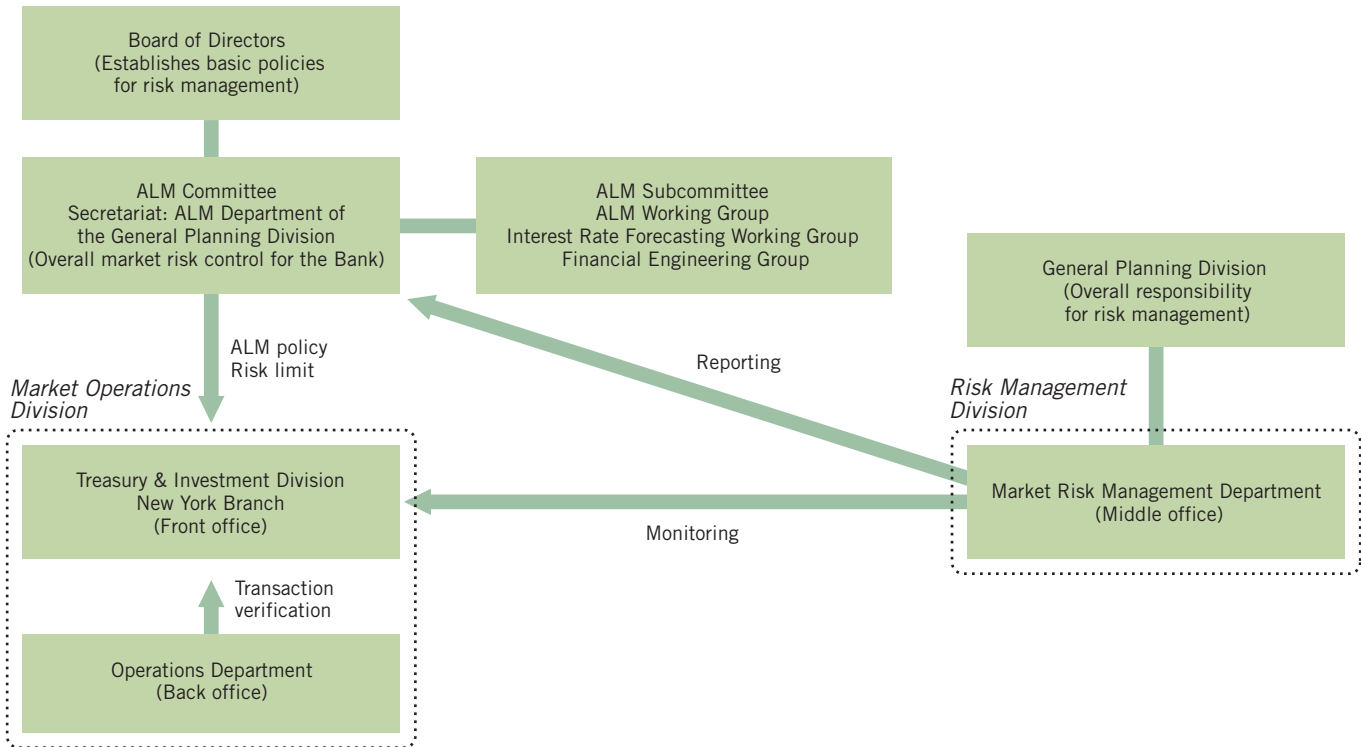 Board of Directors
(Establishes basic policies
for risk management)
ALM Committee
Secretariat: ALM Department of
the General Planning Division
(Overall market risk control for the Bank)
ALM Subcommittee
ALM Working Group
Interest Rate Forecasting Working Group
Financial Engineering Group
General Planning Division
(Overall responsibility
for risk management)
ALM policy
Risk limit
Reporting
Market Operations
Division
Risk Management
Division
Treasury & Investment Division
New York Branch
(Front office)
Market Risk Management Department
(Middle office)
Monitoring
Transaction
verification
Operations Department
(Back office)